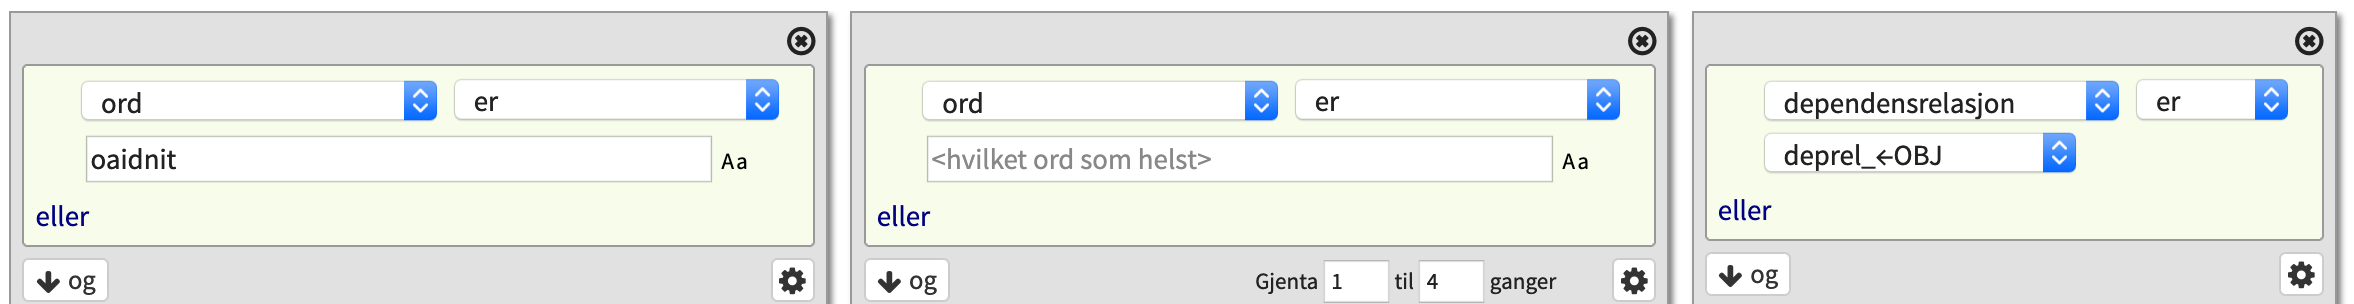 ord er
oaidnit Aa
eller
og
ord er
<hvilket ord som helst> Aa
eller
og Gjenta 1 til 4 ganger
dependensrelasjon er
deprel_←OBJ
eller
og